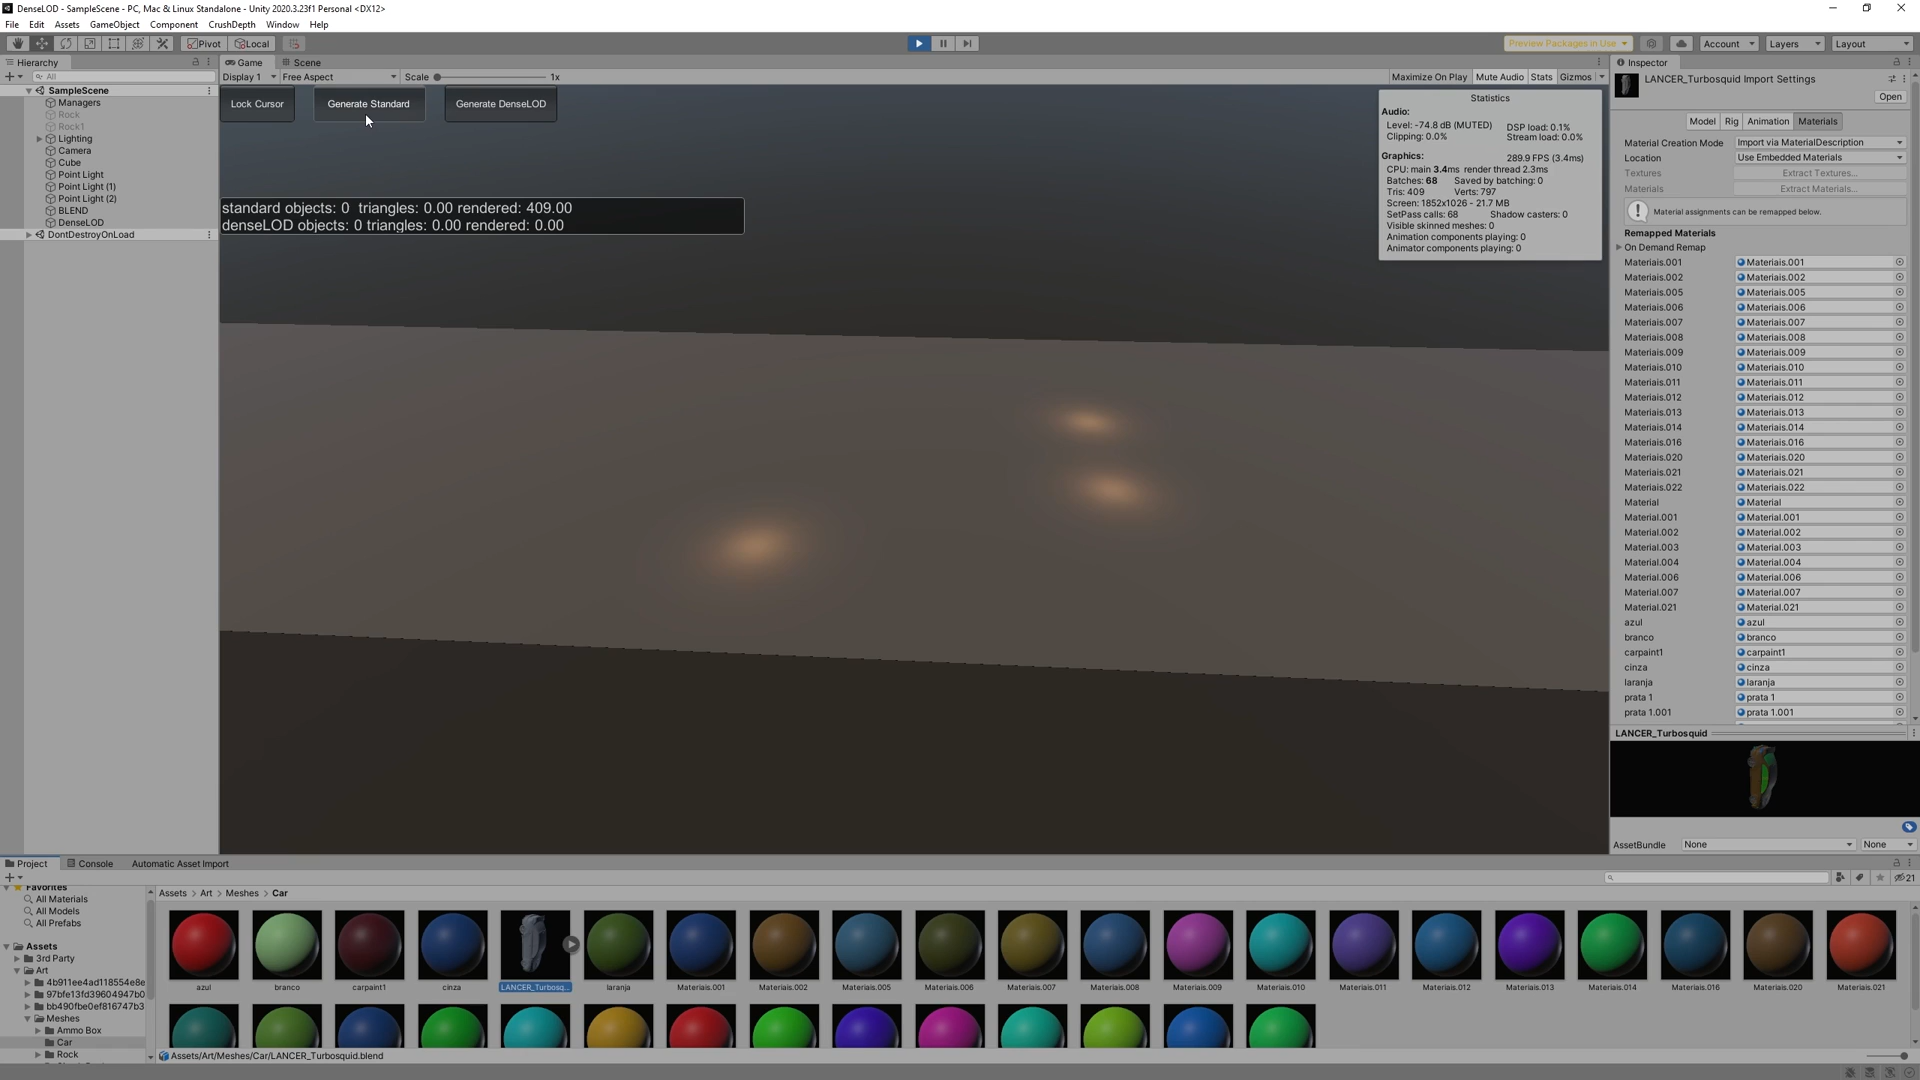 DenseLOD - SampleScene - PC, Mac & Linux Standalone - Unity 2020.3.23f1 Personal <DX12>
File Edit Assets GameObject Component CrushDepth Window Help
Pivot Local
Preview Packages in Use Account Layers Layout
Hierarchy
All
SampleScene
Managers
Rock
Rock1
Lighting
Camera
Cube
Point Light
Point Light (1)
Point Light (2)
BLEND
DenseLOD
DontDestroyOnLoad
Game Scene
Display 1 Free Aspect Scale 1x
Maximize On Play Mute Audio Stats Gizmos
Lock Cursor Generate Standard Generate DenseLOD
standard objects: 0 triangles: 0.00 rendered: 409.00
denseLOD objects: 0 triangles: 0.00 rendered: 0.00
Statistics
Audio:
Level: -74.8 dB (MUTED) DSP load: 0.1%
Clipping: 0.0% Stream load: 0.0%
Graphics: 289.9 FPS (3.4ms)
CPU: main 3.4ms render thread 2.3ms
Batches: 68 Saved by batching: 0
Tris: 409 Verts: 797
Screen: 1852x1026 - 21.7 MB
SetPass calls: 68 Shadow casters: 0
Visible skinned meshes: 0
Animation components playing: 0
Animator components playing: 0
Inspector
LANCER_Turbosquid Import Settings
Open
Model Rig Animation Materials
Material Creation Mode Import via MaterialDescription
Location Use Embedded Materials
Textures Extract Textures...
Materials Extract Materials...
Material assignments can be remapped below.
Remapped Materials
On Demand Remap
Materiais.001 Materiais.001
Materiais.002 Materiais.002
Materiais.005 Materiais.005
Materiais.006 Materiais.006
Materiais.007 Materiais.007
Materiais.008 Materiais.008
Materiais.009 Materiais.009
Materiais.010 Materiais.010
Materiais.011 Materiais.011
Materiais.012 Materiais.012
Materiais.013 Materiais.013
Materiais.014 Materiais.014
Materiais.016 Materiais.016
Materiais.020 Materiais.020
Materiais.021 Materiais.021
Materiais.022 Materiais.022
Material Material
Material.001 Material.001
Material.002 Material.002
Material.003 Material.003
Material.004 Material.004
Material.006 Material.006
Material.007 Material.007
Material.021 Material.021
azul azul
branco branco
carpaint1 carpaint1
cinza cinza
laranja laranja
prata 1 prata 1
prata 1.001 prata 1.001
LANCER_Turbosquid
AssetBundle None None
Project Console Automatic Asset Import
21
Favorites
All Materials
All Models
All Prefabs
Assets
3rd Party
Art
4b911ee4ad118554e8e
97bfe13fd39604947b0
bb490fbe0ef816747b3
Meshes
Ammo Box
Car
Rock
Assets > Art > Meshes > Car
azul branco carpaint1 cinza LANCER_Turbosq... laranja Materiais.001 Materiais.002 Materiais.005 Materiais.006 Materiais.007 Materiais.008 Materiais.009 Materiais.010 Materiais.011 Materiais.012 Materiais.013 Materiais.014 Materiais.016 Materiais.020 Materiais.021
Assets/Art/Meshes/Car/LANCER_Turbosquid.blend